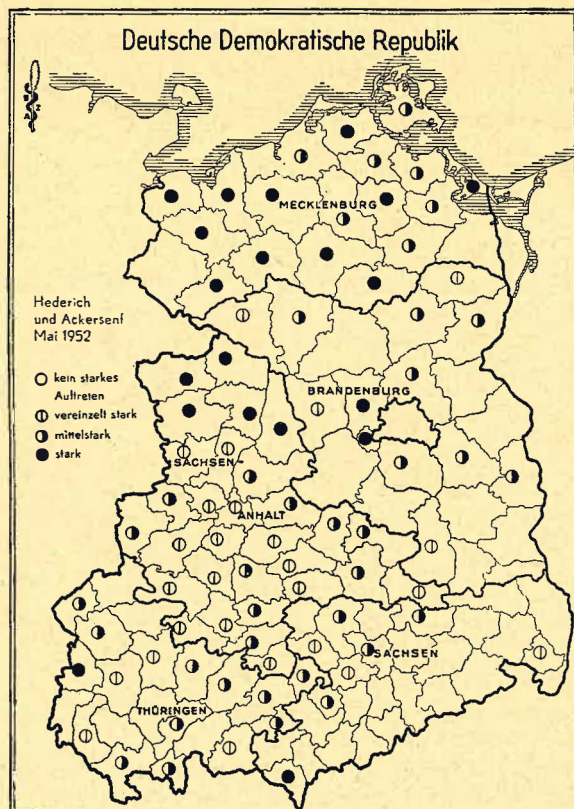 Deutsche Demokratische Republik
MECKLENBURG
Hederich
und Ackersenf
Mai 1952
kein starkes
Auftreten
vereinzelt stark
mittelstark
stark
BRANDENBURG
SACHSEN
ANHALT
SACHSEN
THÜRINGEN